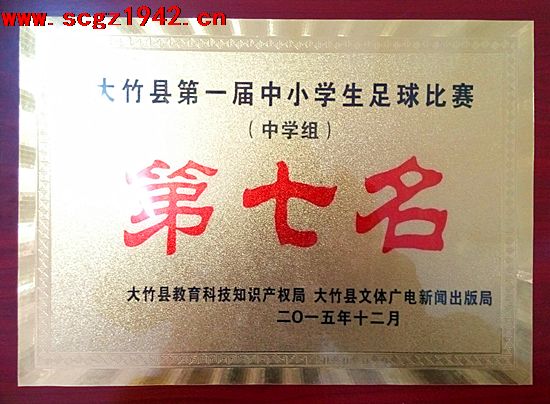 www.scgz1942.cn
大竹县第一届中小学生足球比赛
（中学组）
第七名
大竹县教育科技知识产权局 大竹县文体广电新闻出版局
二〇一五年十二月